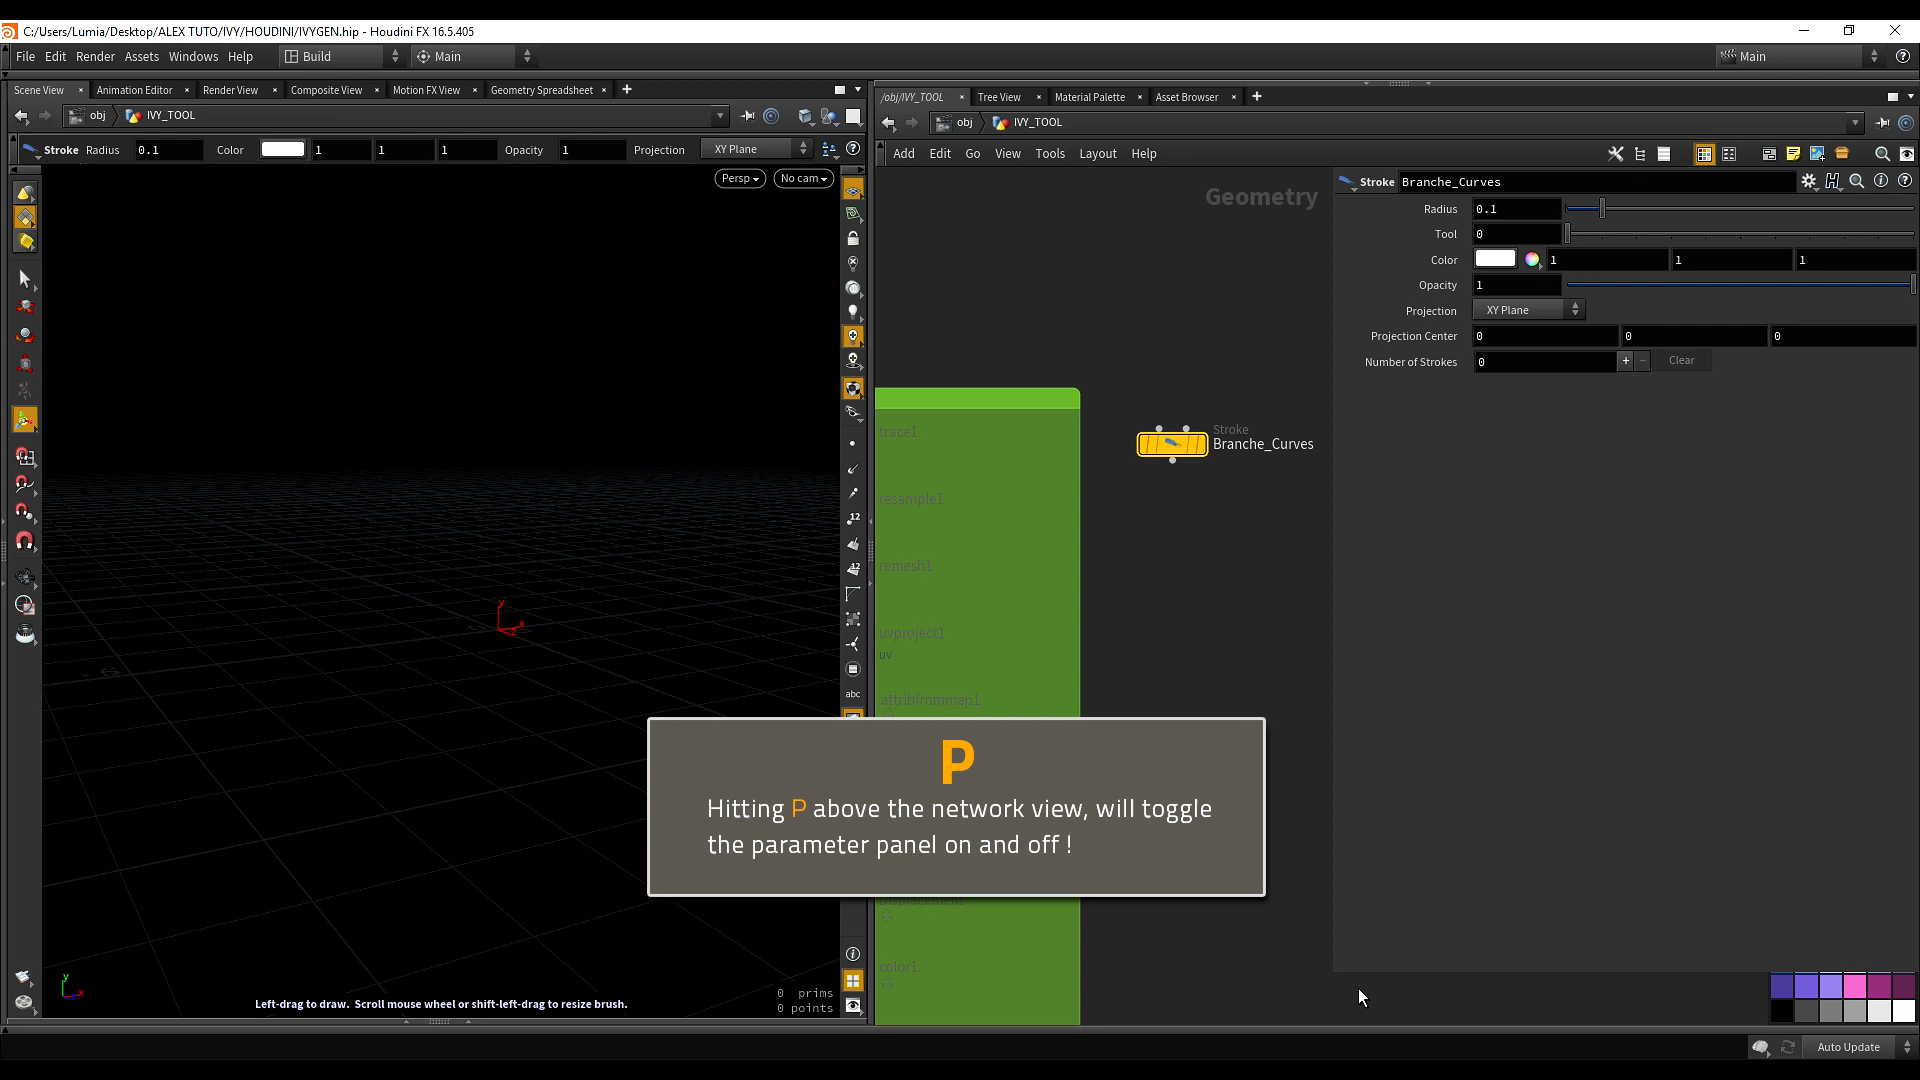 C:/Users/Lumia/Desktop/ALEX TUTO/IVY/HOUDINI/IVYGEN.hip - Houdini FX 16.5.405
File Edit Render Assets Windows Help Build Main Main
Scene View Animation Editor Render View Composite View Motion FX View Geometry Spreadsheet
/obj/IVY_TOOL Tree View Material Palette Asset Browser
obj IVY_TOOL
obj IVY_TOOL
Stroke Radius 0.1 Color 1 1 1 Opacity 1 Projection XY Plane
Add Edit Go View Tools Layout Help
Persp No cam
Geometry
Stroke Branche_Curves
Radius 0.1
Tool 0
Color 1 1 1
Opacity 1
Projection XY Plane
Projection Center 0 0 0
Number of Strokes 0 + − Clear
Stroke
Branche_Curves
trace1
resample1
remesh1
uvproject1
uv
attribfrommap1
color1
12
12
abc
y
x
z
P
Hitting P above the network view, will toggle
the parameter panel on and off !
y
x
Left-drag to draw. Scroll mouse wheel or shift-left-drag to resize brush.
0 prims
0 points
Auto Update